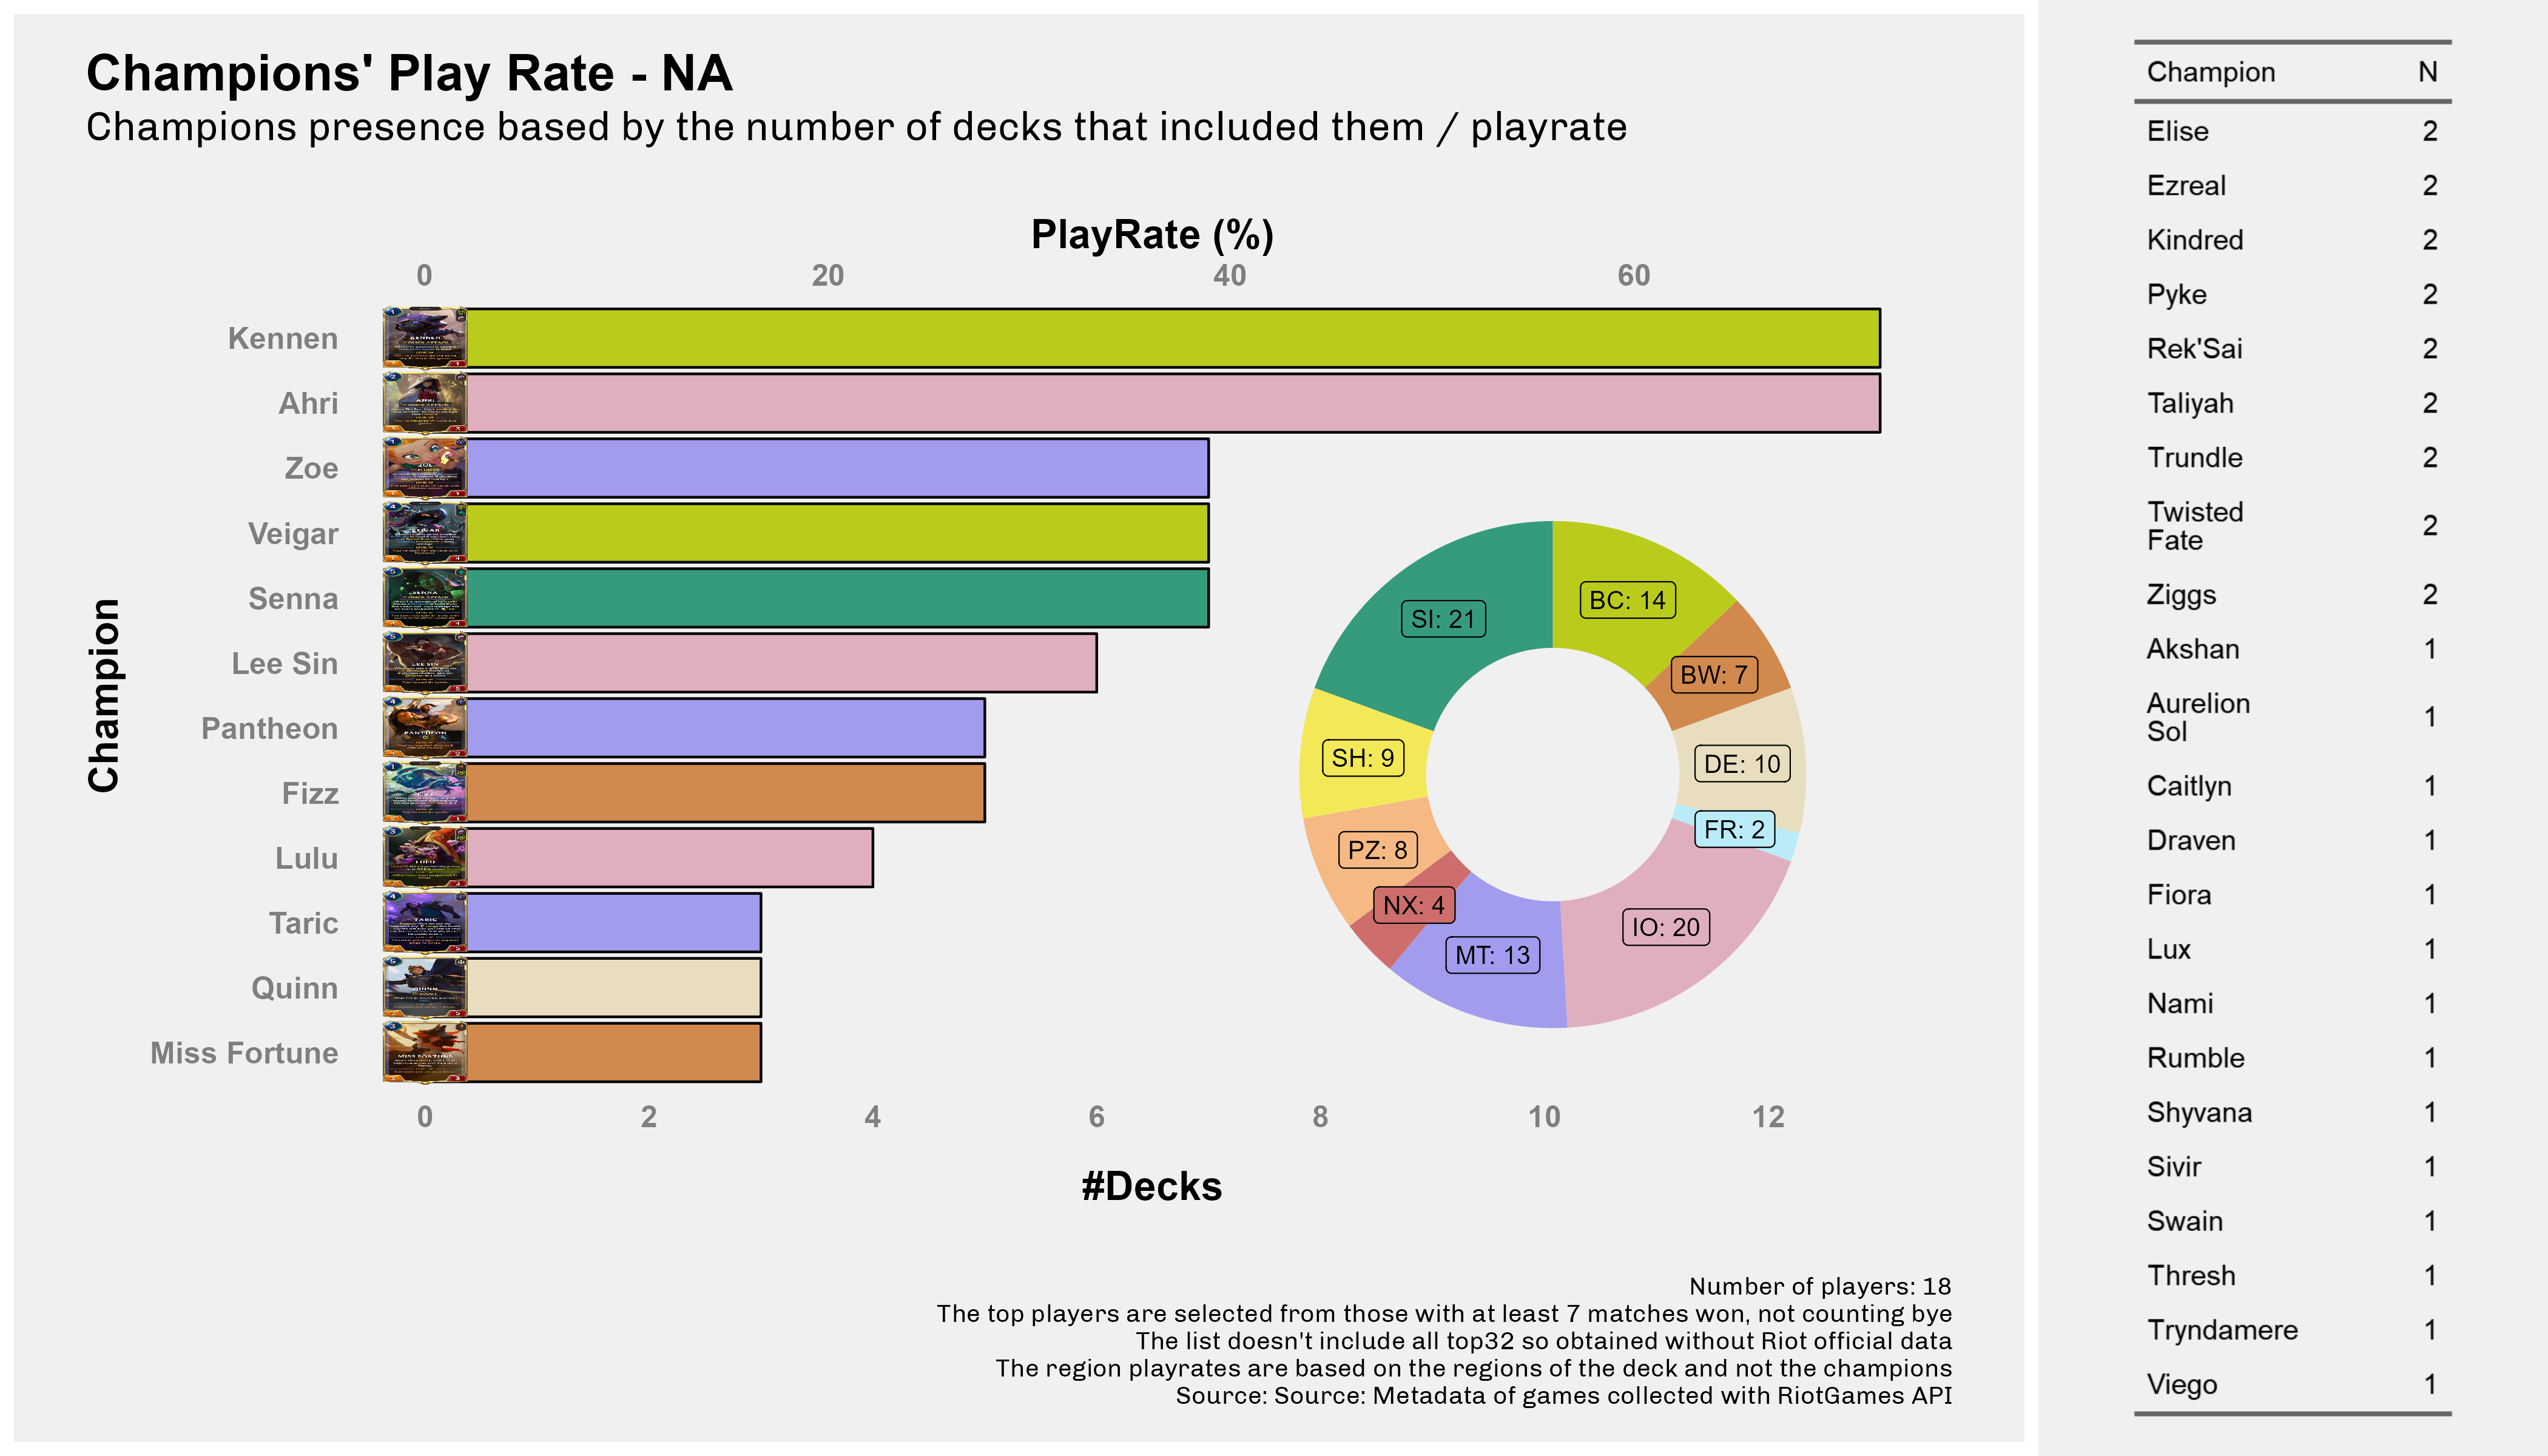 Champions' Play Rate - NA
Champions presence based by the number of decks that included them / playrate
PlayRate (%)
0 20 40 60
Champion
Kennen
Ahri
Zoe
Veigar
Senna
Lee Sin
Pantheon
Fizz
Lulu
Taric
Quinn
Miss Fortune
0 2 4 6 8 10 12
#Decks
BC: 14
BW: 7
DE: 10
FR: 2
IO: 20
MT: 13
NX: 4
PZ: 8
SH: 9
SI: 21
Number of players: 18
The top players are selected from those with at least 7 matches won, not counting bye
The list doesn't include all top32 so obtained without Riot official data
The region playrates are based on the regions of the deck and not the champions
Source: Source: Metadata of games collected with RiotGames API
Champion N
Elise 2
Ezreal 2
Kindred 2
Pyke 2
Rek'Sai 2
Taliyah 2
Trundle 2
Twisted
Fate 2
Ziggs 2
Akshan 1
Aurelion
Sol 1
Caitlyn 1
Draven 1
Fiora 1
Lux 1
Nami 1
Rumble 1
Shyvana 1
Sivir 1
Swain 1
Thresh 1
Tryndamere 1
Viego 1